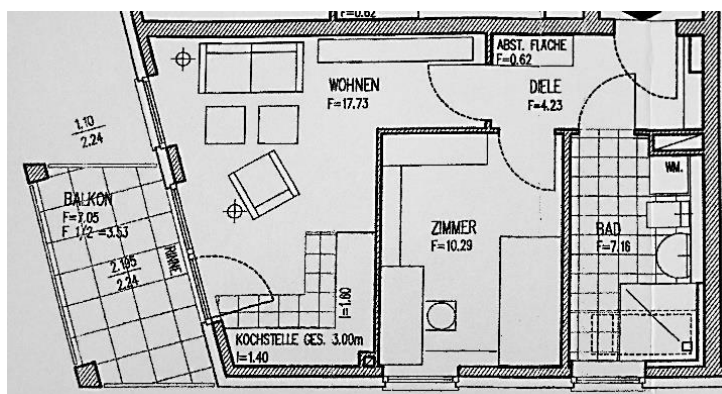 F=0.62
ABST. FLÄCHE
F=0.62
WOHNEN
F=17.73
DIELE
F=4.23
1.10
2.24
BALKON
F=7.05
F 1/2 =3.53
2.195
2.24
RINNE
ZIMMER
F=10.29
WM.
BAD
F=7.16
l=1.60
KOCHSTELLE GES. 3.00m
l=1.40